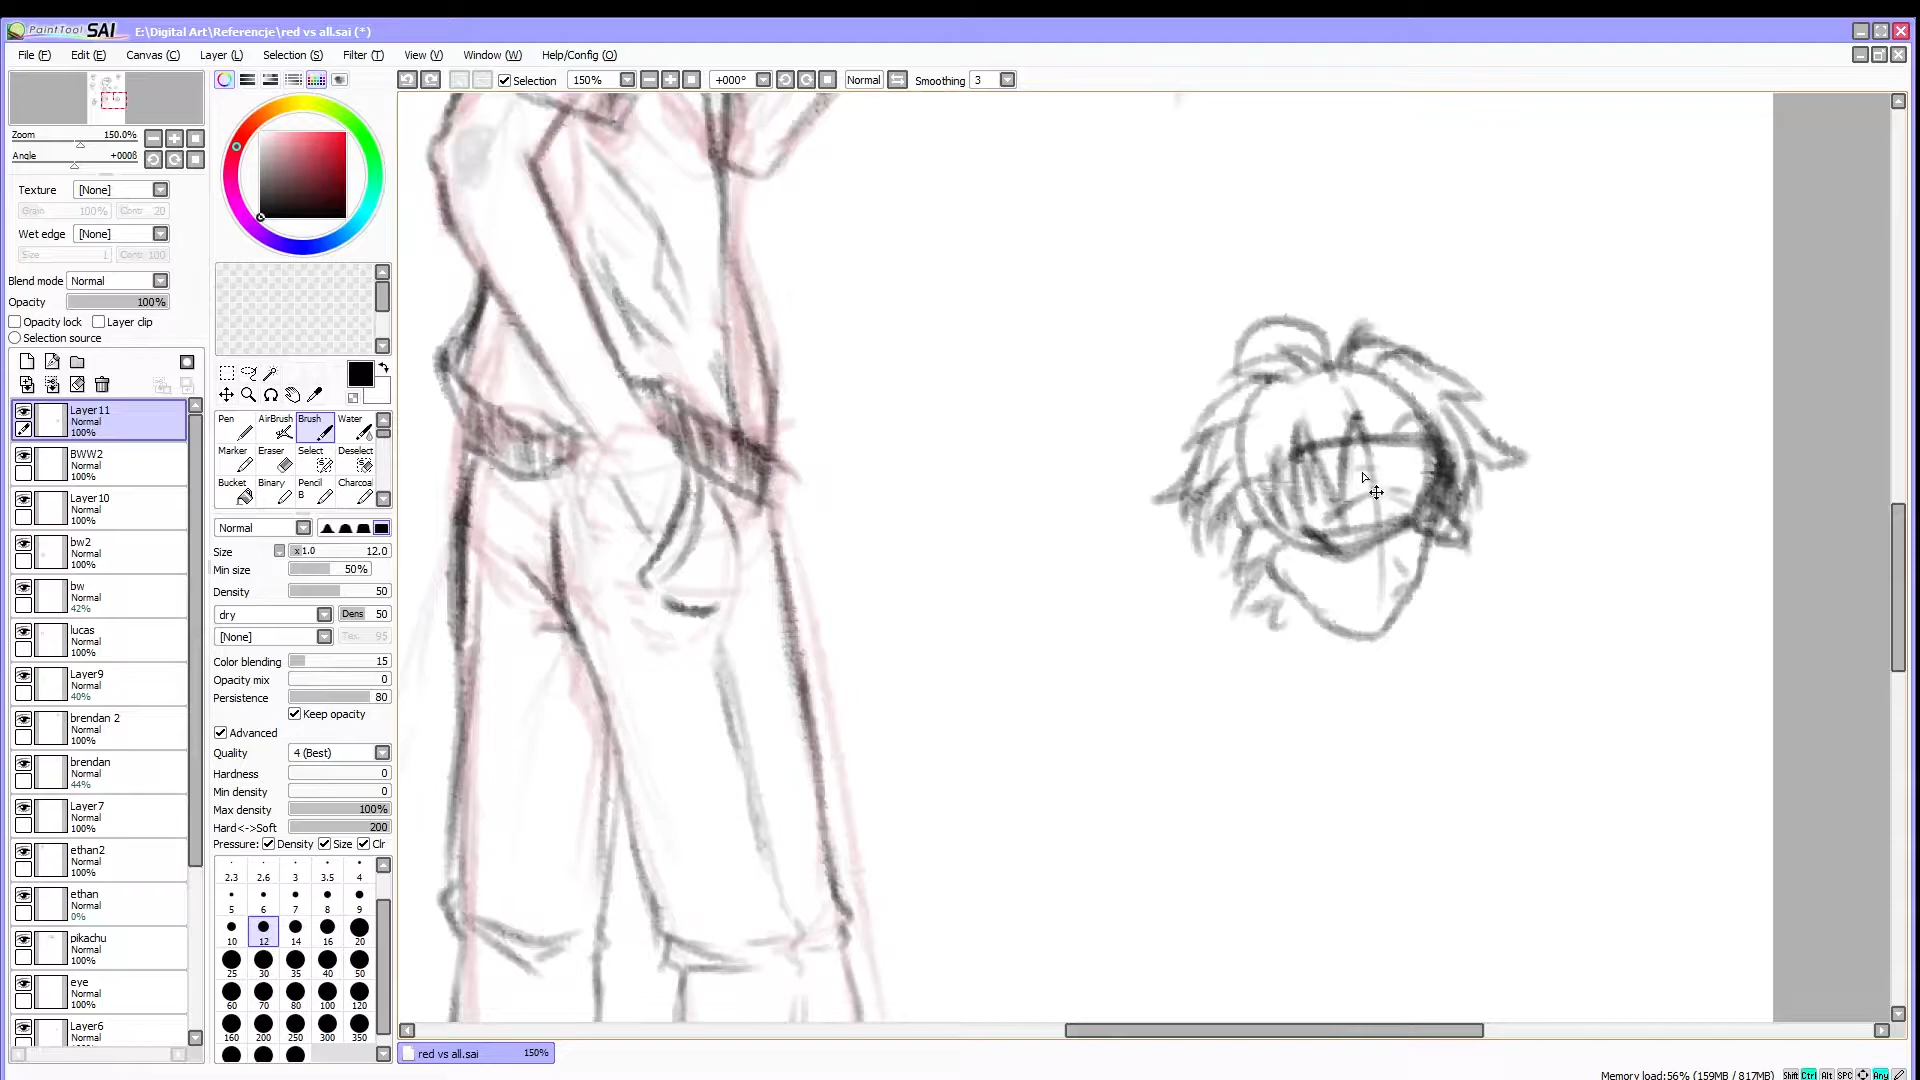 PaintTool SAI E:\Digital Art\Referencje\red vs all.sai (*)
File (F) Edit (E) Canvas (C) Layer (L) Selection (S) Filter (T) View (V) Window (W) Help/Config (O)
Selection 150% +000° Normal Smoothing 3
Zoom 150.0%
Angle +000ß
Texture [None]
Grain 100% Contr 20
Wet edge [None]
Size 1 Contr 100
Blend mode Normal
Opacity 100%
Opacity lock Layer clip
Selection source
Layer11
Normal
100%
BWW2
Normal
100%
Layer10
Normal
100%
bw2
Normal
100%
bw
Normal
42%
lucas
Normal
100%
Layer9
Normal
40%
brendan 2
Normal
100%
brendan
Normal
44%
Layer7
Normal
100%
ethan2
Normal
100%
ethan
Normal
0%
pikachu
Normal
100%
eye
Normal
100%
Layer6
Normal
Pen AirBrush Brush Water
Marker Eraser Select Deselect
Bucket Binary Pencil B Charcoal
Normal
Size x1.0 12.0
Min size 50%
Density 50
dry Dens 50
[None] Tex. 95
Color blending 15
Opacity mix 0
Persistence 80
Keep opacity
Advanced
Quality 4 (Best)
Hardness 0
Min density 0
Max density 100%
Hard<->Soft 200
Pressure: Density Size Clr
2.3 2.6 3 3.5 4
5 6 7 8 9
10 12 14 16 20
25 30 35 40 50
60 70 80 100 120
160 200 250 300 350
red vs all.sai 150%
Memory load:56% (159MB / 817MB) Shift Ctrl Alt SPC Any